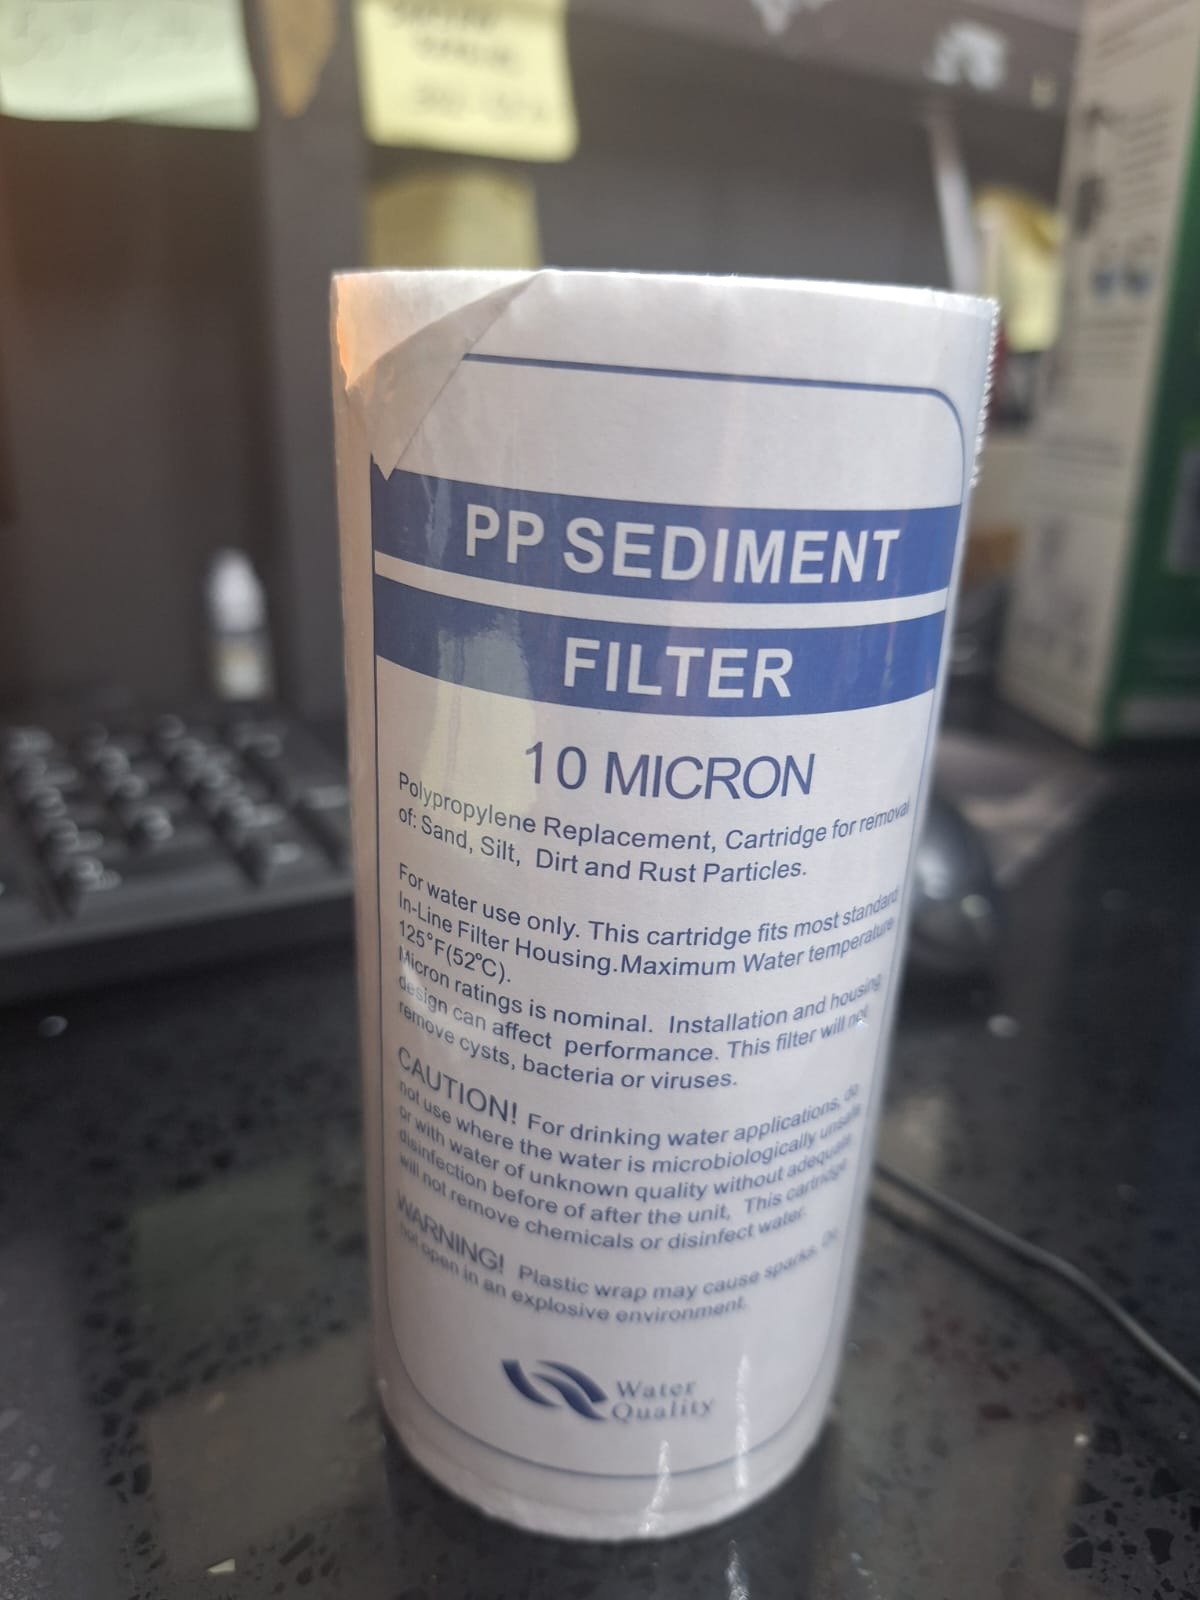 PP SEDIMENT
FILTER
10 MICRON
Polypropylene Replacement, Cartridge for removal
of: Sand, Silt, Dirt and Rust Particles.
For water use only. This cartridge fits most standard
In-Line Filter Housing.Maximum Water temperature
125°F(52°C).
Micron ratings is nominal. Installation and housing
design can affect performance. This filter will not
remove cysts, bacteria or viruses.
CAUTION! For drinking water applications, do
not use where the water is microbiologically unsafe
or with water of unknown quality without adequate
disinfection before of after the unit, This cartridge
will not remove chemicals or disinfect water.
WARNING! Plastic wrap may cause sparks. Do
not open in an explosive environment.
Water
Quality